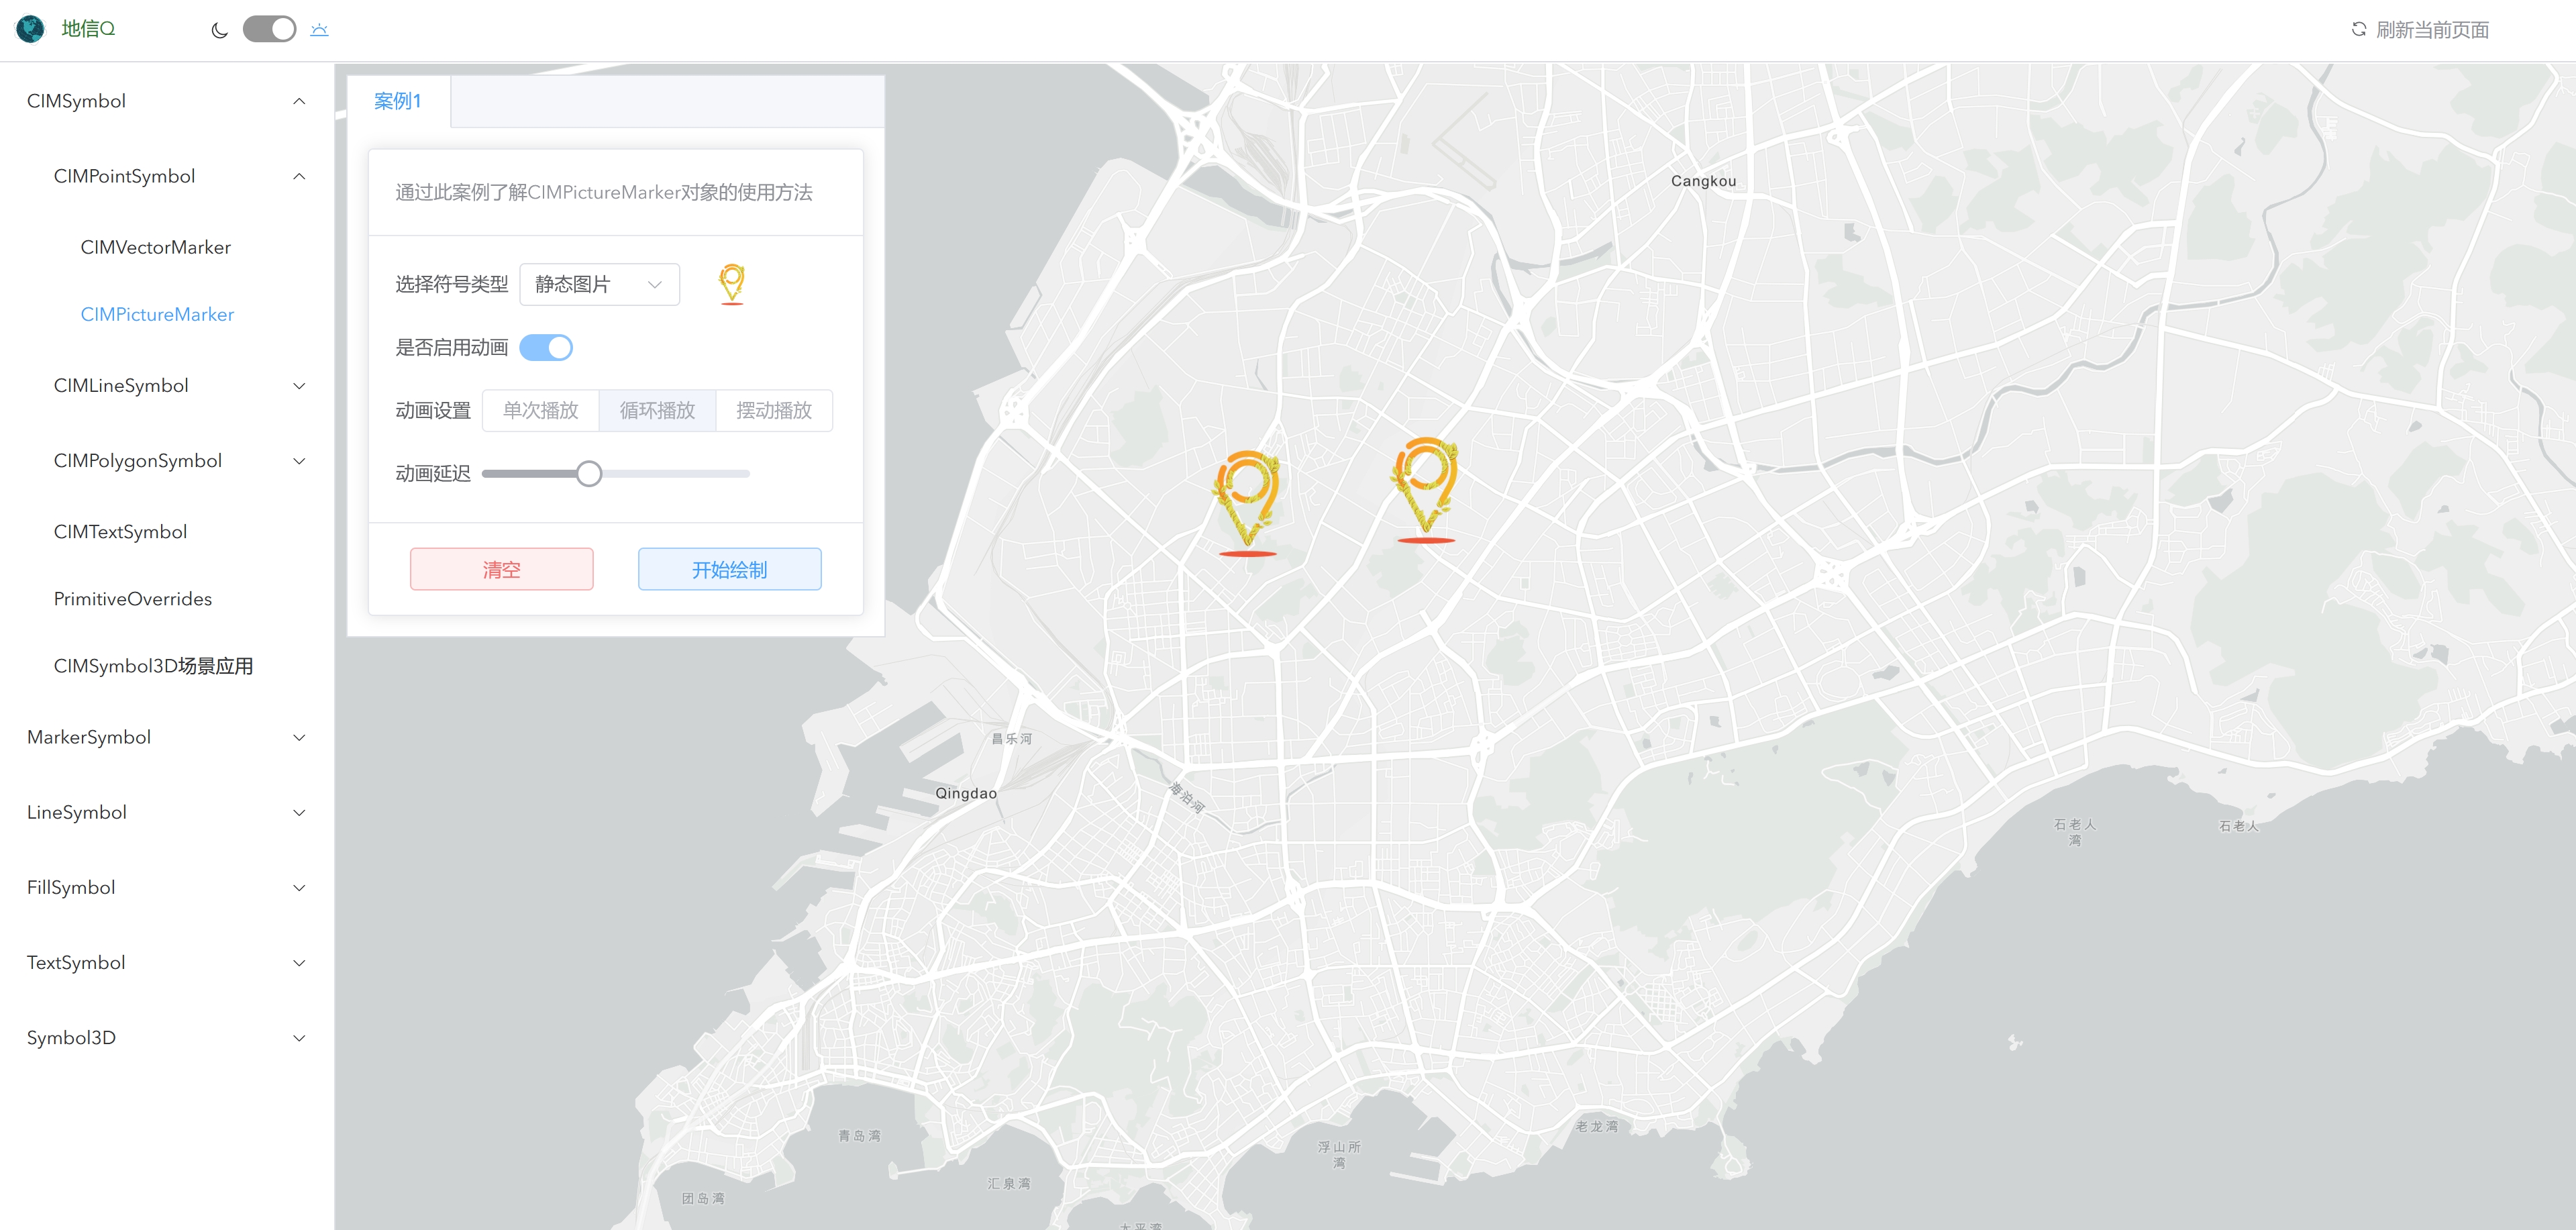 地信Q
刷新当前页面
CIMSymbol
CIMPointSymbol
CIMVectorMarker
CIMPictureMarker
CIMLineSymbol
CIMPolygonSymbol
CIMTextSymbol
PrimitiveOverrides
CIMSymbol3D场景应用
MarkerSymbol
LineSymbol
FillSymbol
TextSymbol
Symbol3D
案例1
通过此案例了解CIMPictureMarker对象的使用方法
选择符号类型 静态图片
是否启用动画
动画设置 单次播放 循环播放 摆动播放
动画延迟
清空 开始绘制
Cangkou
昌乐河
Qingdao
海泊河
石老人
湾
石老人
青岛湾
老龙湾
浮山所
湾
汇泉湾
团岛湾
太平湾